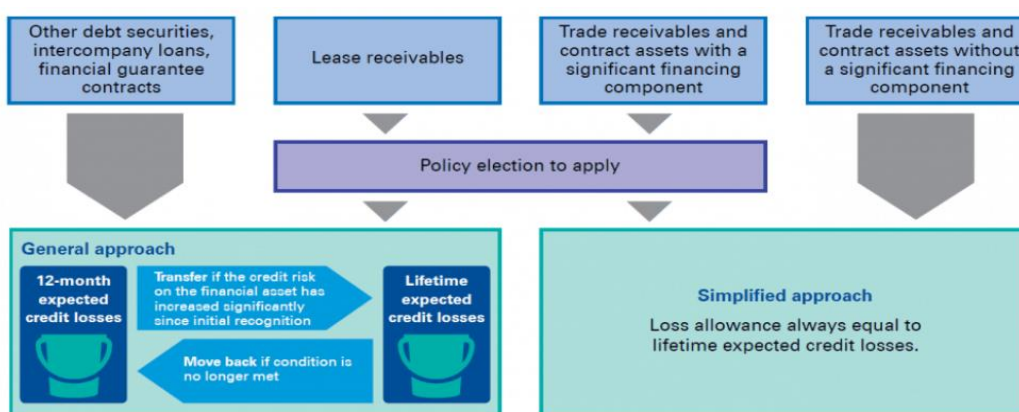 Other debt securities,
intercompany loans,
financial guarantee
contracts
Lease receivables
Trade receivables and
contract assets with a
significant financing
component
Trade receivables and
contract assets without
a significant financing
component
Policy election to apply
General approach
12-month
expected
credit losses
Transfer if the credit risk
on the financial asset has
increased significantly
since initial recognition
Lifetime
expected
credit losses
Move back if condition is
no longer met
Simplified approach
Loss allowance always equal to
lifetime expected credit losses.